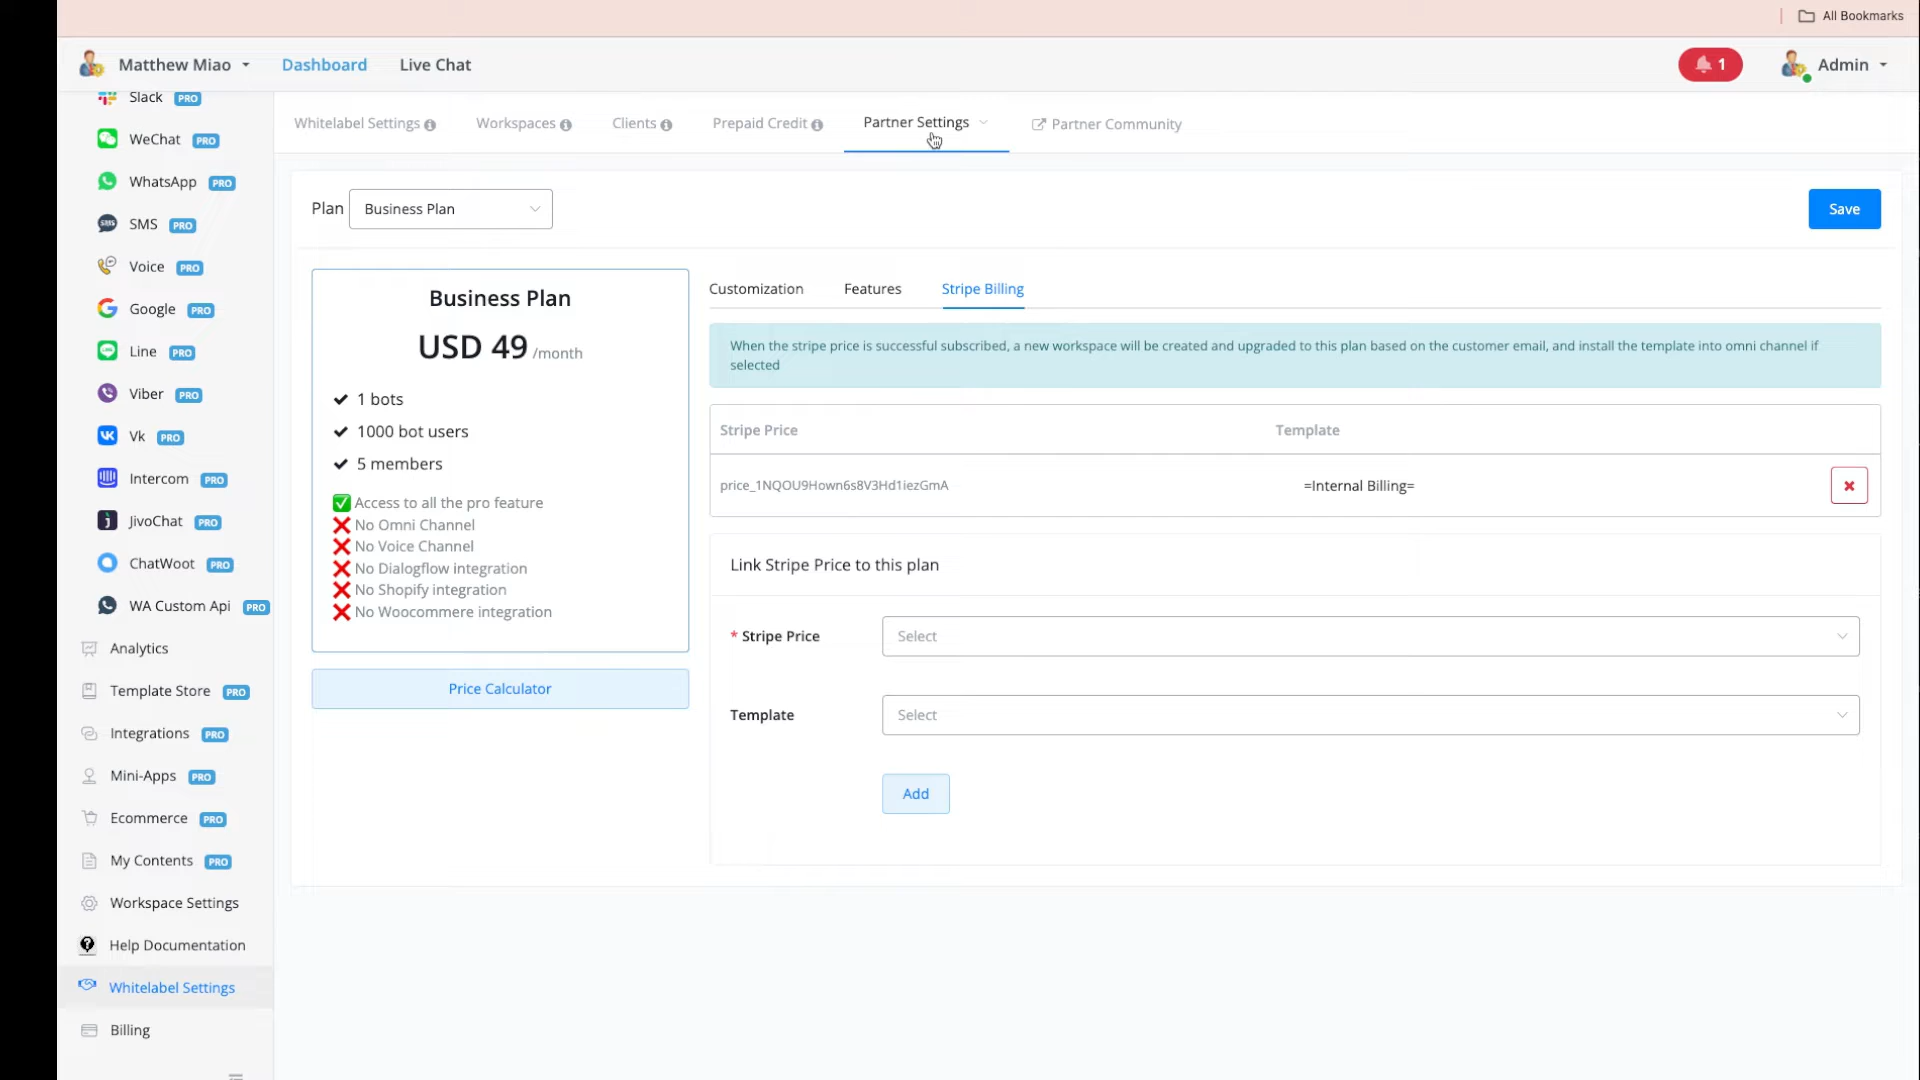 All Bookmarks
Matthew Miao
Dashboard
Live Chat
1
Admin
Slack PRO
WeChat PRO
WhatsApp PRO
SMS PRO
Voice PRO
Google PRO
Line PRO
Viber PRO
Vk PRO
Intercom PRO
JivoChat PRO
ChatWoot PRO
WA Custom Api PRO
Analytics
Template Store PRO
Integrations PRO
Mini-Apps PRO
Ecommerce PRO
My Contents PRO
Workspace Settings
Help Documentation
Whitelabel Settings
Billing
Whitelabel Settings
Workspaces
Clients
Prepaid Credit
Partner Settings
Partner Community
Plan
Business Plan
Save
Business Plan
USD 49 /month
1 bots
1000 bot users
5 members
Access to all the pro feature
No Omni Channel
No Voice Channel
No Dialogflow integration
No Shopify integration
No Woocommere integration
Price Calculator
Customization
Features
Stripe Billing
When the stripe price is successful subscribed, a new workspace will be created and upgraded to this plan based on the customer email, and install the template into omni channel if
selected
Stripe Price
Template
price_1NQOU9Hown6s8V3Hd1iezGmA
=Internal Billing=
Link Stripe Price to this plan
* Stripe Price
Select
Template
Select
Add